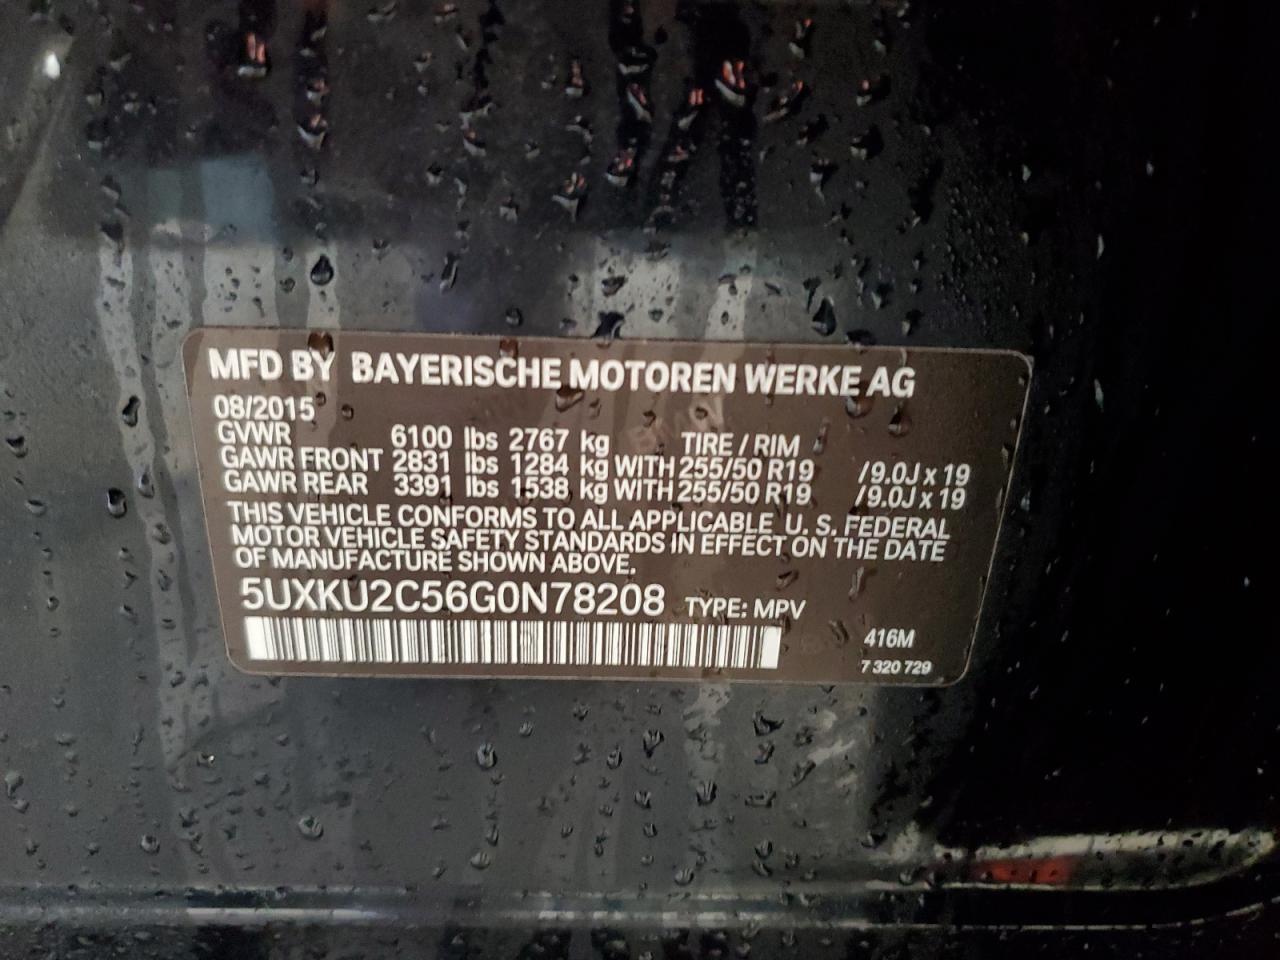 MFD BY BAYERISCHE MOTOREN WERKE AG
08/2015
GVWR 6100 lbs 2767 kg TIRE / RIM
GAWR FRONT 2831 lbs 1284 kg WITH 255/50 R19 /9.0J x 19
GAWR REAR 3391 lbs 1538 kg WITH 255/50 R19 /9.0J x 19
THIS VEHICLE CONFORMS TO ALL APPLICABLE U. S. FEDERAL
MOTOR VEHICLE SAFETY STANDARDS IN EFFECT ON THE DATE
OF MANUFACTURE SHOWN ABOVE.
5UXKU2C56G0N78208 TYPE: MPV
416M
7 320 729